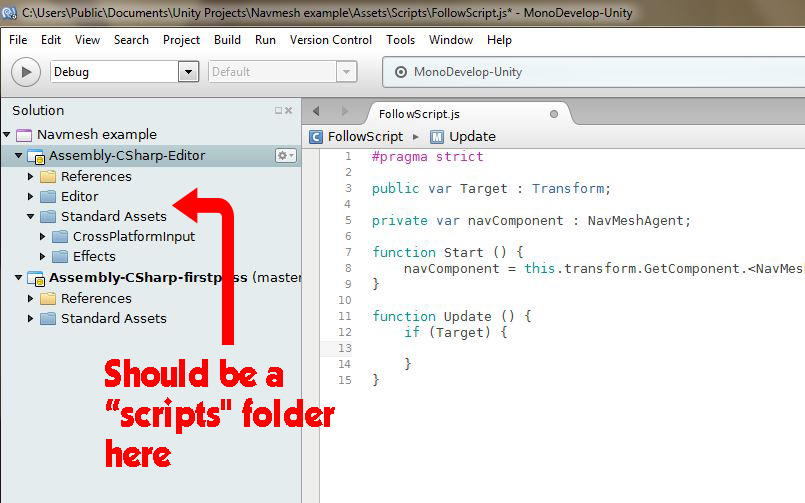 C:\Users\Public\Documents\Unity Projects\Navmesh example\Assets\Scripts\FollowScript.js* - MonoDevelop-Unity
File Edit View Search Project Build Run Version Control Tools Window Help
Debug Default MonoDevelop-Unity
Solution
FollowScript.js
Navmesh example
Assembly-CSharp-Editor
References
Editor
Standard Assets
CrossPlatformInput
Effects
Assembly-CSharp-firstpass (master
References
Standard Assets
FollowScript Update
1 #pragma strict
2
3 public var Target : Transform;
4
5 private var navComponent : NavMeshAgent;
6
7 function Start () {
8 navComponent = this.transform.GetComponent.<NavMes
9 }
10
11 function Update () {
12 if (Target) {
13
14 }
15 }
Should be a
“scripts" folder
here